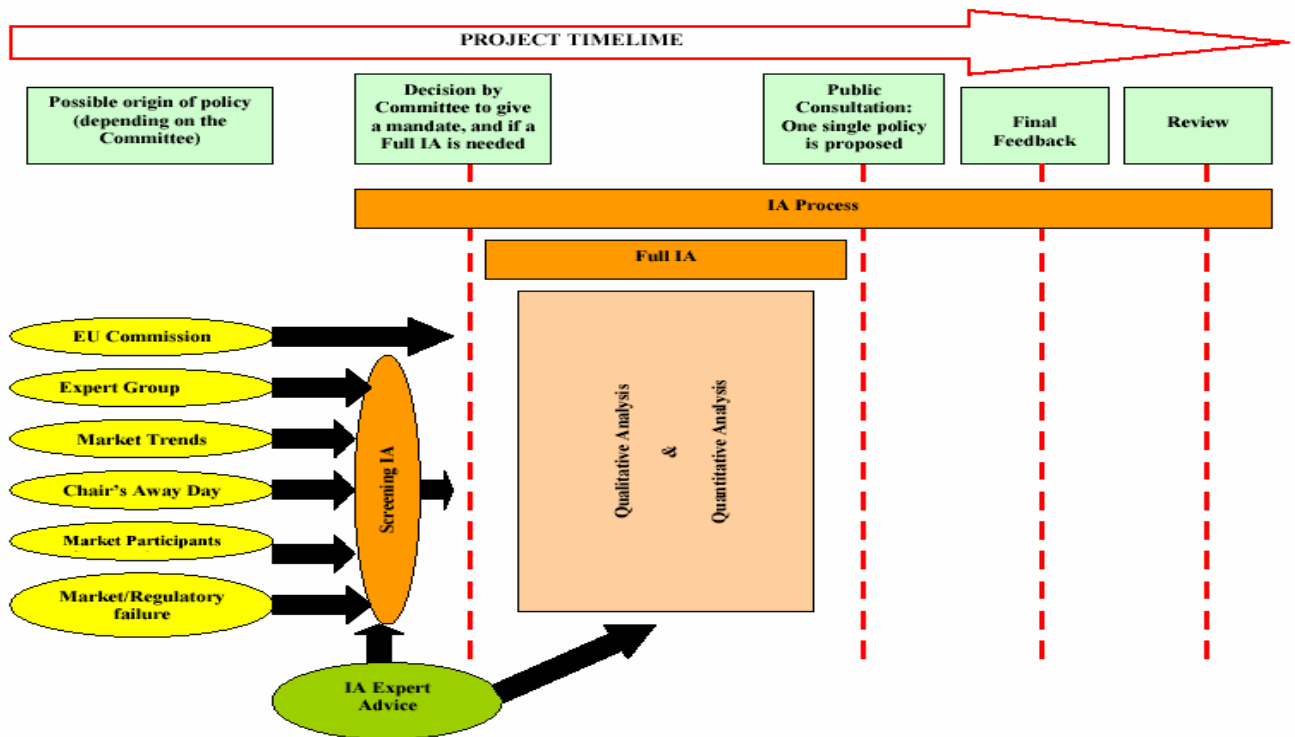 PROJECT TIMELIME
Possible origin of policy
(depending on the
Committee)
Decision by
Committee to give
a mandate, and if a
Full IA is needed
Public
Consultation:
One single policy
is proposed
Final
Feedback
Review
IA Process
Full IA
EU Commission
Expert Group
Market Trends
Chair's Away Day
Market Participants
Market/Regulatory
failure
Screening IA
Qualitative Analysis
&
Quantitative Analysis
IA Expert
Advice